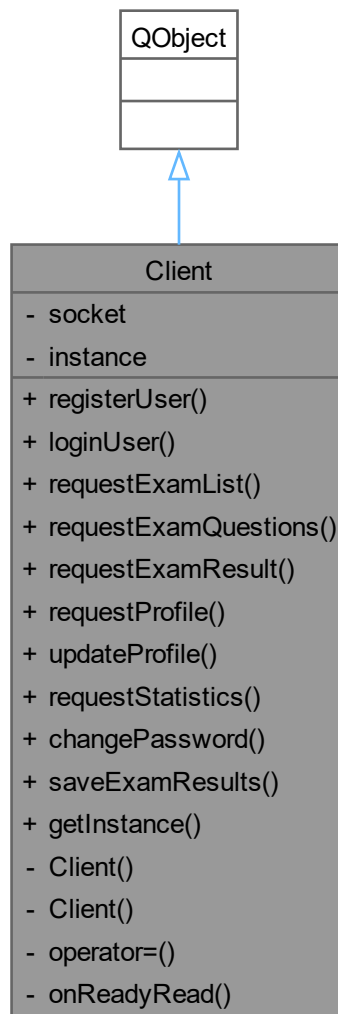 QObject
Client
- socket
- instance
+ registerUser()
+ loginUser()
+ requestExamList()
+ requestExamQuestions()
+ requestExamResult()
+ requestProfile()
+ updateProfile()
+ requestStatistics()
+ changePassword()
+ saveExamResults()
+ getInstance()
- Client()
- Client()
- operator=()
- onReadyRead()